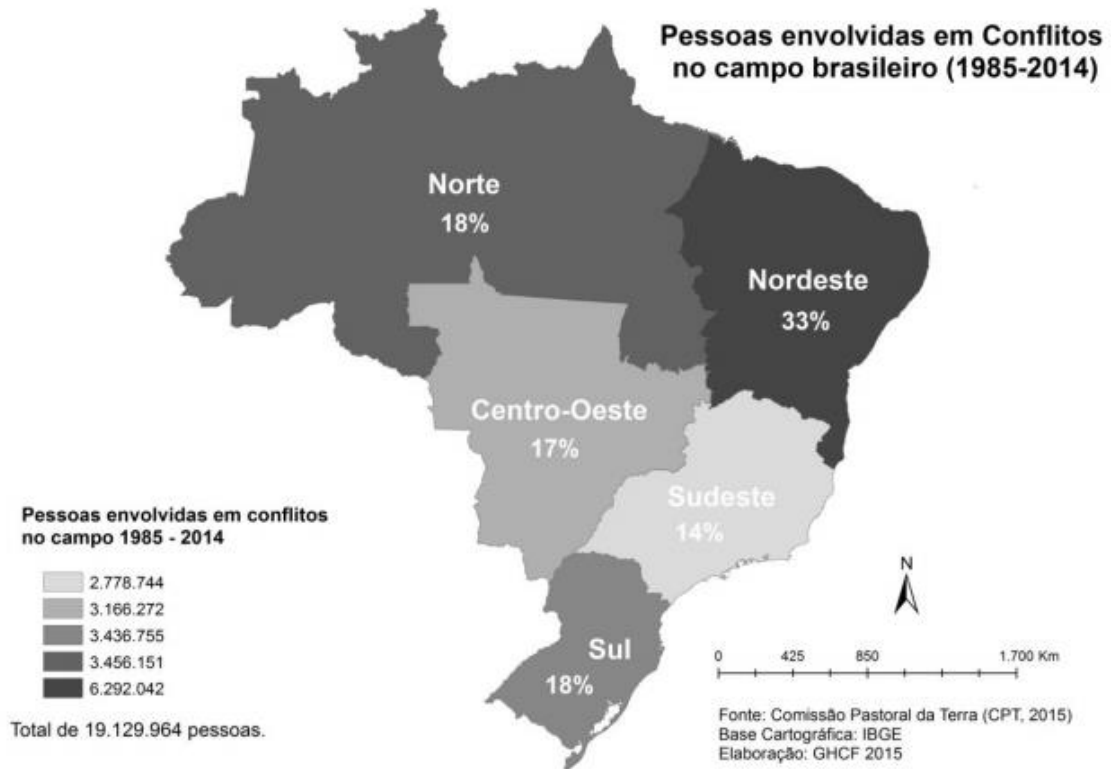 Pessoas envolvidas em Conflitos
no campo brasileiro (1985-2014)
Norte
18%
Nordeste
33%
Centro-Oeste
17%
Sudeste
14%
Sul
18%
Pessoas envolvidas em conflitos
no campo 1985 - 2014
2.778.744
3.166.272
3.436.755
3.456.151
6.292.042
Total de 19.129.964 pessoas.
N
0 425 850 1.700 Km
Fonte: Comissão Pastoral da Terra (CPT, 2015)
Base Cartográfica: IBGE
Elaboração: GHCF 2015